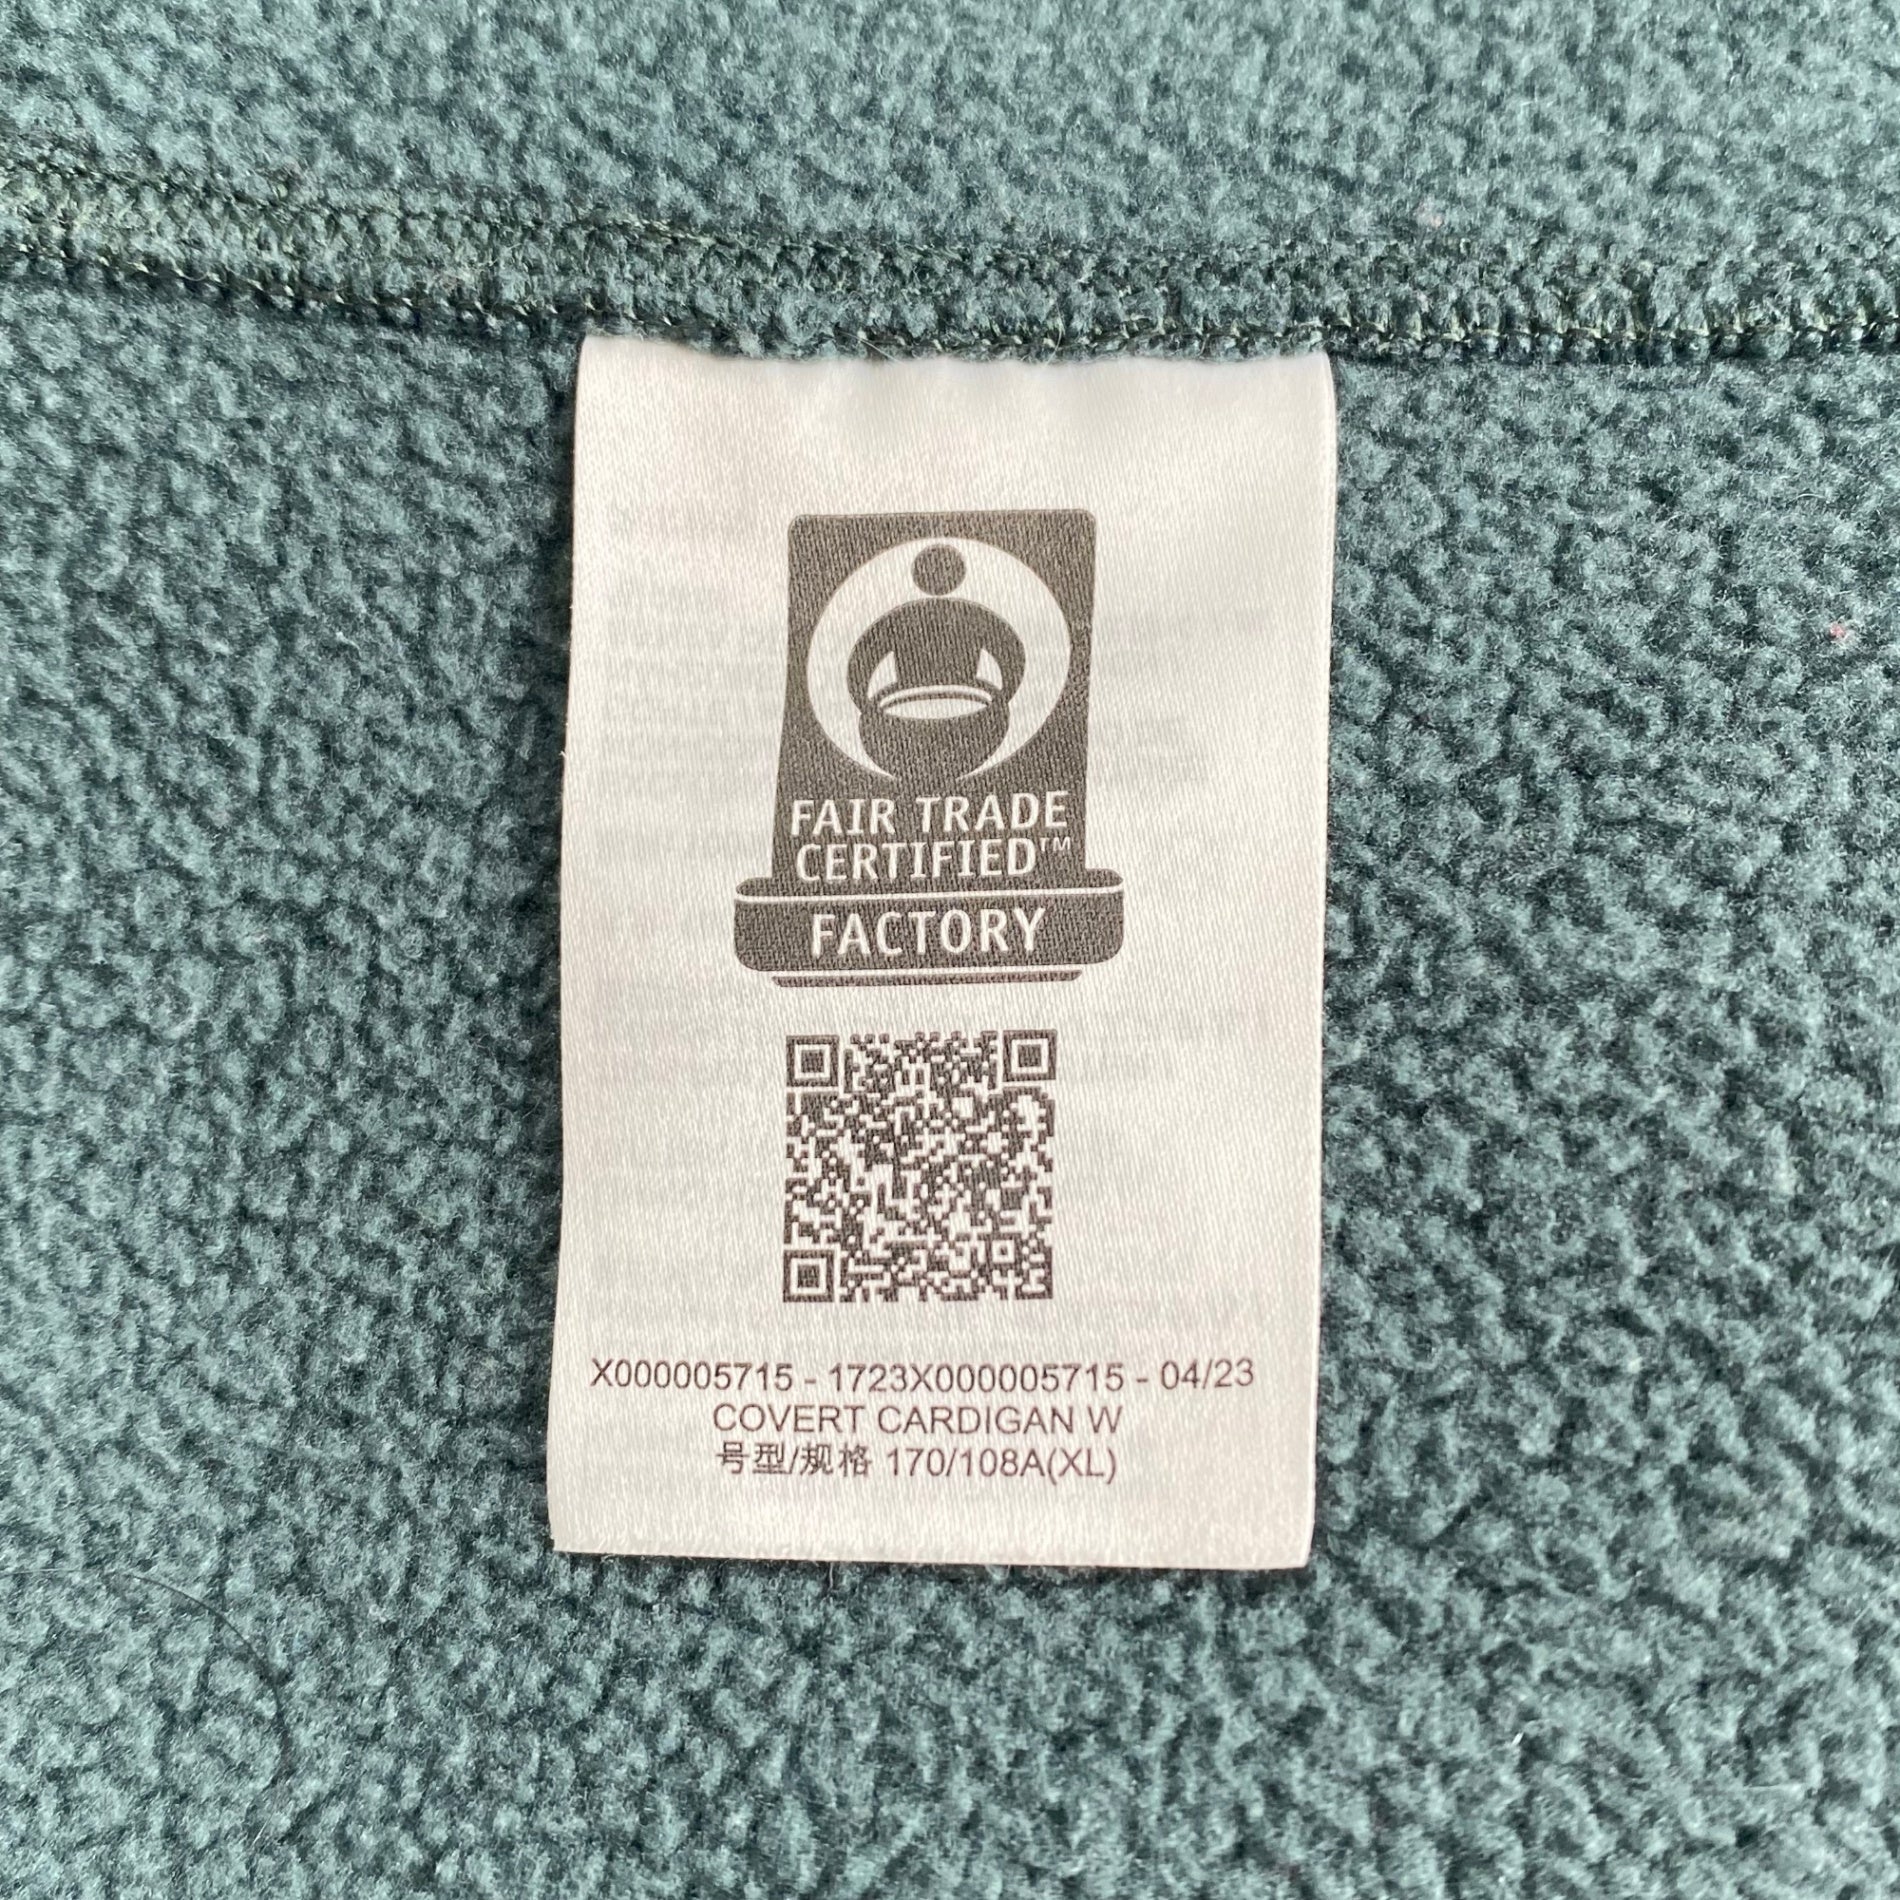 FAIR TRADE
CERTIFIED™
FACTORY
X000005715 - 1723X000005715 - 04/23
COVERT CARDIGAN W
号型/规格 170/108A(XL)